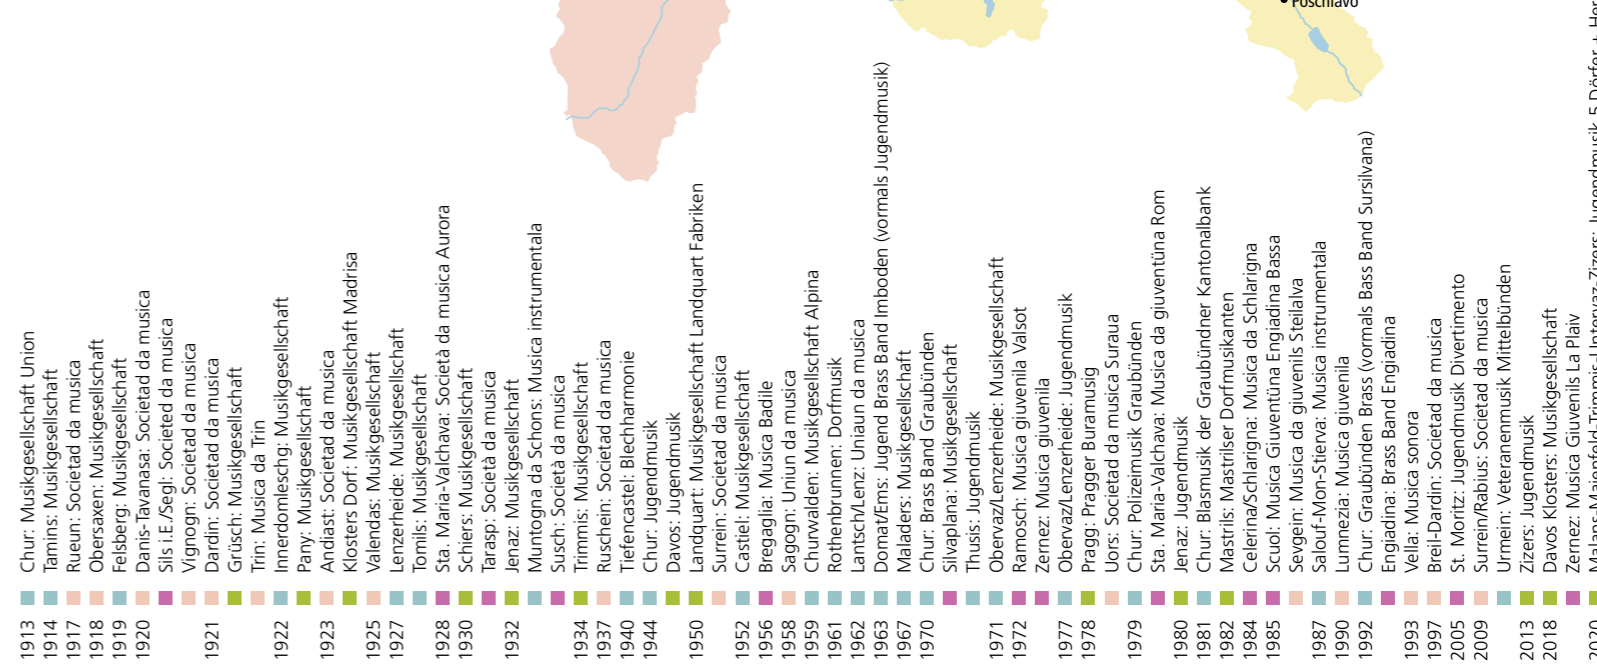 Poschiavo
1913 Chur: Musikgesellschaft Union
1914 Tamins: Musikgesellschaft
1917 Rueun: Societad da musica
1918 Obersaxen: Musikgesellschaft
1919 Felsberg: Musikgesellschaft
1920 Danis-Tavanasa: Societad da musica
Sils i.E./Segl: Societed da musica
Vignogn: Societad da musica
1921 Dardin: Societad da musica
Grüsch: Musikgesellschaft
Trin: Musica da Trin
1922 Innerdomleschg: Musikgesellschaft
Pany: Musikgesellschaft
1923 Andiast: Societad da musica
Klosters Dorf: Musikgesellschaft Madrisa
1925 Valendas: Musikgesellschaft
1927 Lenzerheide: Musikgesellschaft
Tomils: Musikgesellschaft
1928 Sta. Maria-Valchava: Società da musica Aurora
1930 Schiers: Musikgesellschaft
Tarasp: Società da musica
1932 Jenaz: Musikgesellschaft
Muntogna da Schons: Musica instrumentala
Susch: Società da musica
1934 Trimmis: Musikgesellschaft
1937 Ruschein: Societad da musica
1940 Tiefencastel: Blechharmonie
1944 Chur: Jugendmusik
Davos: Jugendmusik
1950 Landquart: Musikgesellschaft Landquart Fabriken
Surrein: Societad da musica
1952 Castiel: Musikgesellschaft
1956 Bregaglia: Musica Badile
1958 Sagogn: Uniun da musica
1959 Churwalden: Musikgesellschaft Alpina
1961 Rothenbrunnen: Dorfmusik
1962 Lantsch/Lenz: Uniaun da musica
1963 Domat/Ems: Jugend Brass Band Imboden (vormals Jugendmusik)
1967 Maladers: Musikgesellschaft
1970 Chur: Brass Band Graubünden
Silvaplana: Musikgesellschaft
Thusis: Jugendmusik
1971 Obervaz/Lenzerheide: Musikgesellschaft
1972 Ramosch: Musica giuvenila Valsot
Zernez: Musica giuvenila
1977 Obervaz/Lenzerheide: Jugendmusik
1978 Pragg: Pragger Buramusig
Uors: Societad da musica Suraua
1979 Chur: Polizeimusik Graubünden
Sta. Maria-Valchava: Musica da giuventüna Rom
1980 Jenaz: Jugendmusik
1981 Chur: Blasmusik der Graubündner Kantonalbank
1982 Mastrils: Mastrilser Dorfmusikanten
1984 Celerina/Schlarigna: Musica da Schlarigna
1985 Scuol: Musica Giuventüna Engiadina Bassa
Sevgein: Musica da giuvenils Steilalva
1987 Salouf-Mon-Stierva: Musica instrumentala
1990 Lumnezia: Musica giuvenila
1992 Chur: Graubünden Brass (vormals Bass Band Sursilvana)
Engiadina: Brass Band Engiadina
1993 Vella: Musica sonora
1997 Breil-Dardin: Societad da musica
2005 St. Moritz: Jugendmusik Divertimento
2009 Surrein/Rabius: Societad da musica
Urmein: Veteranenmusik Mittelbünden
2013 Zizers: Jugendmusik
2018 Davos Klosters: Musikgesellschaft
Zernez: Musica Giuvenils La Plaiv
2020 Malans-Maienfeld-Trimmis-Untervaz-Zizers: Jugendmusik 5 Dörfer +